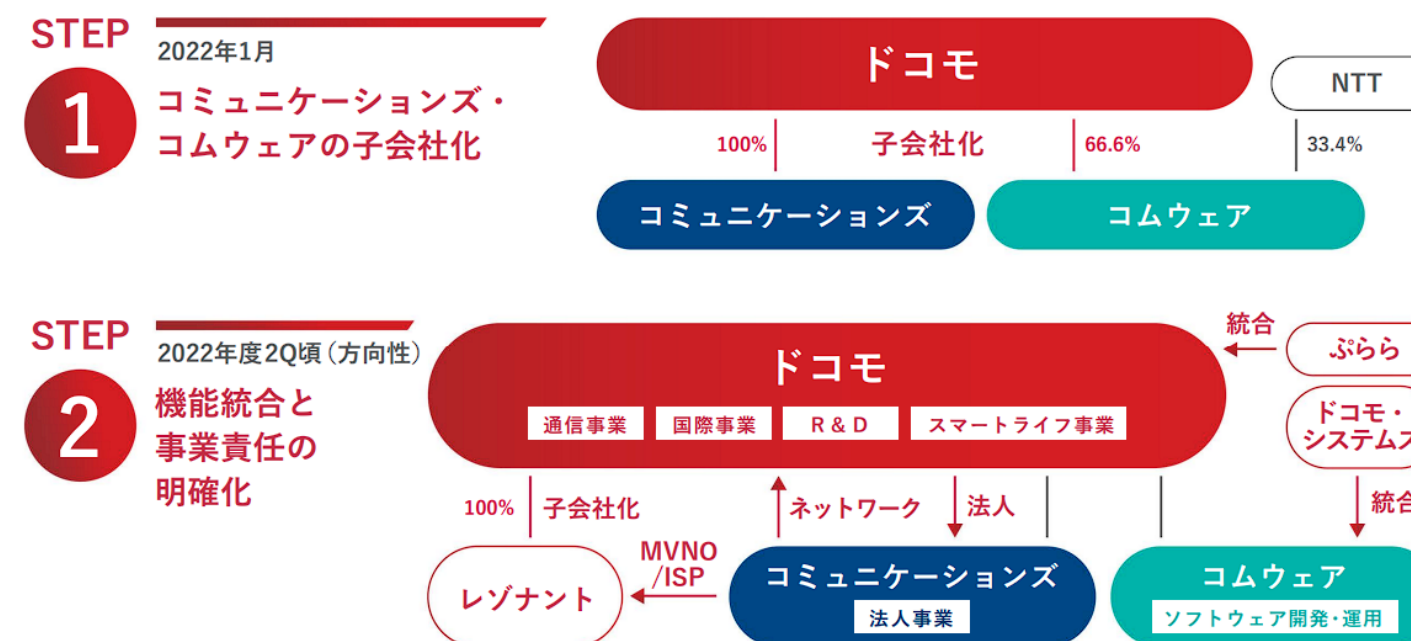 STEP
1
2022年1月
コミュニケーションズ・
コムウェアの子会社化
ドコモ
NTT
100%
子会社化
66.6%
33.4%
コミュニケーションズ
コムウェア
STEP
2
2022年度2Q頃（方向性）
機能統合と
事業責任の
明確化
ドコモ
通信事業
国際事業
R & D
スマートライフ事業
統合
ぷらら
ドコモ・
システムズ
100%
子会社化
ネットワーク
法人
統合
MVNO
/ISP
レゾナント
コミュニケーションズ
法人事業
コムウェア
ソフトウェア開発・運用